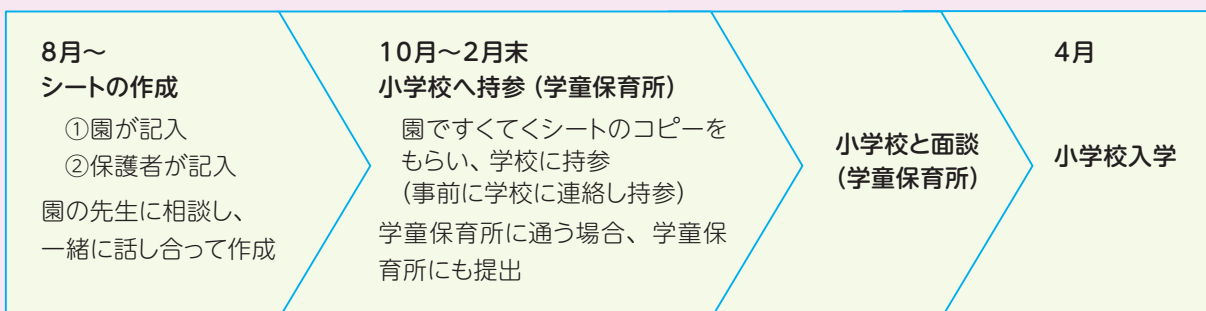 8月～
シートの作成
①園が記入
②保護者が記入
園の先生に相談し、
一緒に話し合って作成
10月～2月末
小学校へ持参（学童保育所）
園ですくてくシートのコピーを
もらい、学校に持参
（事前に学校に連絡し持参）
学童保育所に通う場合、学童保
育所にも提出
小学校と面談
（学童保育所）
4月
小学校入学